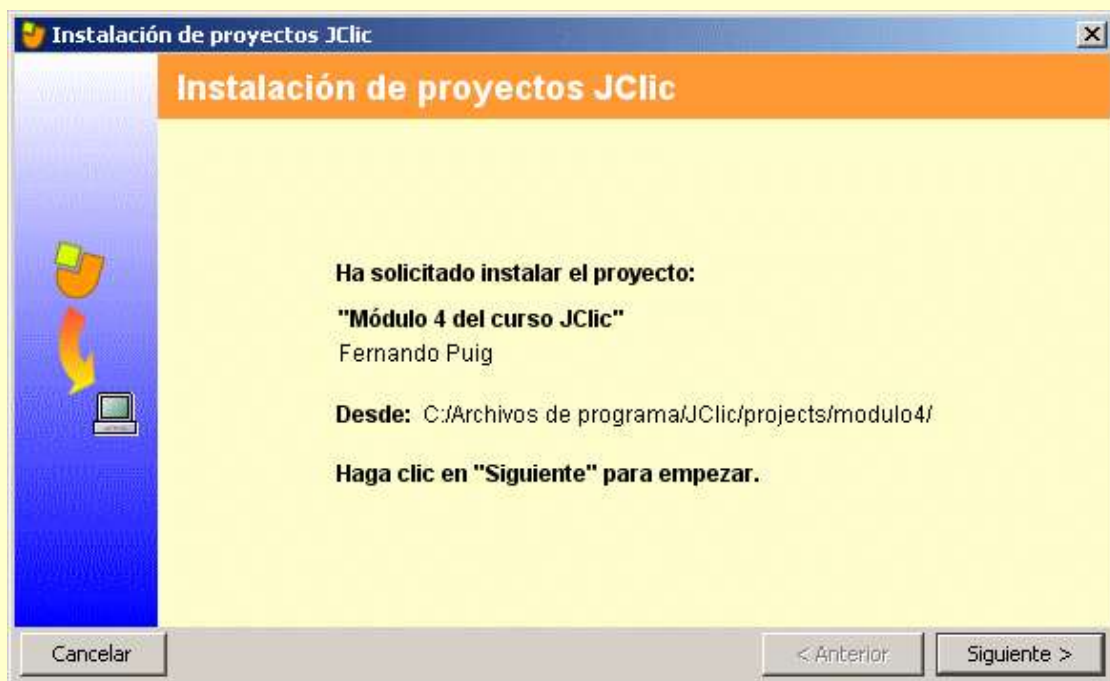 Instalación de proyectos JClic
Instalación de proyectos JClic
Ha solicitado instalar el proyecto:
"Módulo 4 del curso JClic"
Fernando Puig
Desde: C:/Archivos de programa/JClic/projects/modulo4/
Haga clic en "Siguiente" para empezar.
Cancelar
< Anterior
Siguiente >